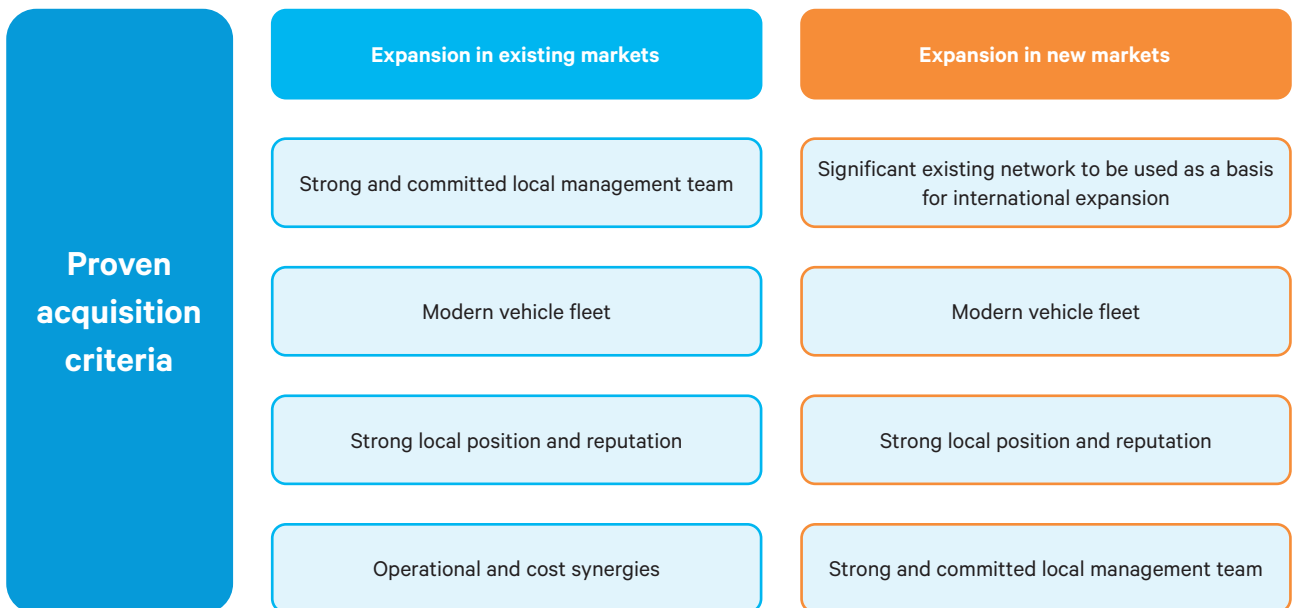 Proven
acquisition
criteria
Expansion in existing markets
Strong and committed local management team
Modern vehicle fleet
Strong local position and reputation
Operational and cost synergies
Expansion in new markets
Significant existing network to be used as a basis
for international expansion
Modern vehicle fleet
Strong local position and reputation
Strong and committed local management team